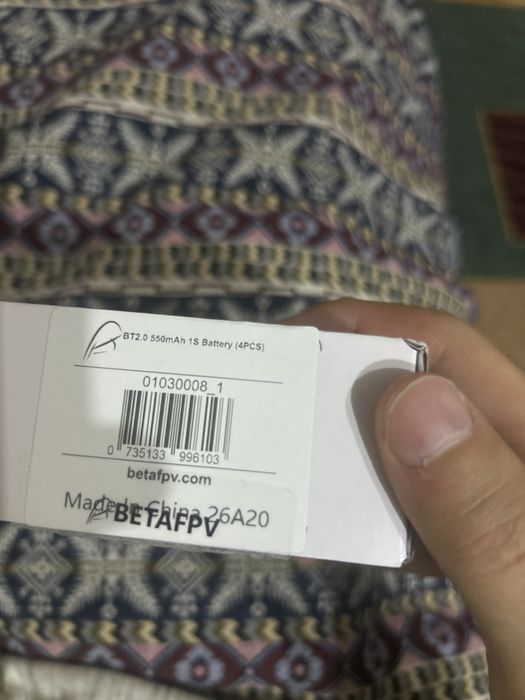 BT2.0 550mAh 1S Battery (4PCS)
01030008_1
0 735133 996103
betafpv.com
Made In China 26A20
BETAFPV